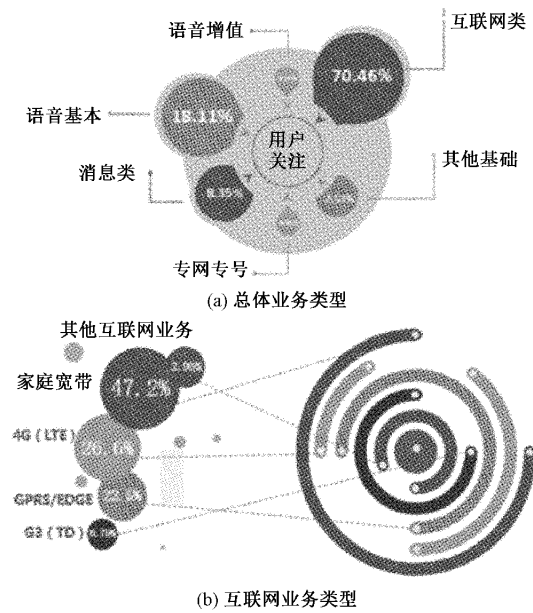 语音增值
互联网类
70.46%
18.11%
语音基本
用户
关注
消息类
8.35%
其他基础
专网专号
(a) 总体业务类型
其他互联网业务
家庭宽带
47.2%
4G (LTE)
GPRS/EDGE
G3 (TD)
(b) 互联网业务类型